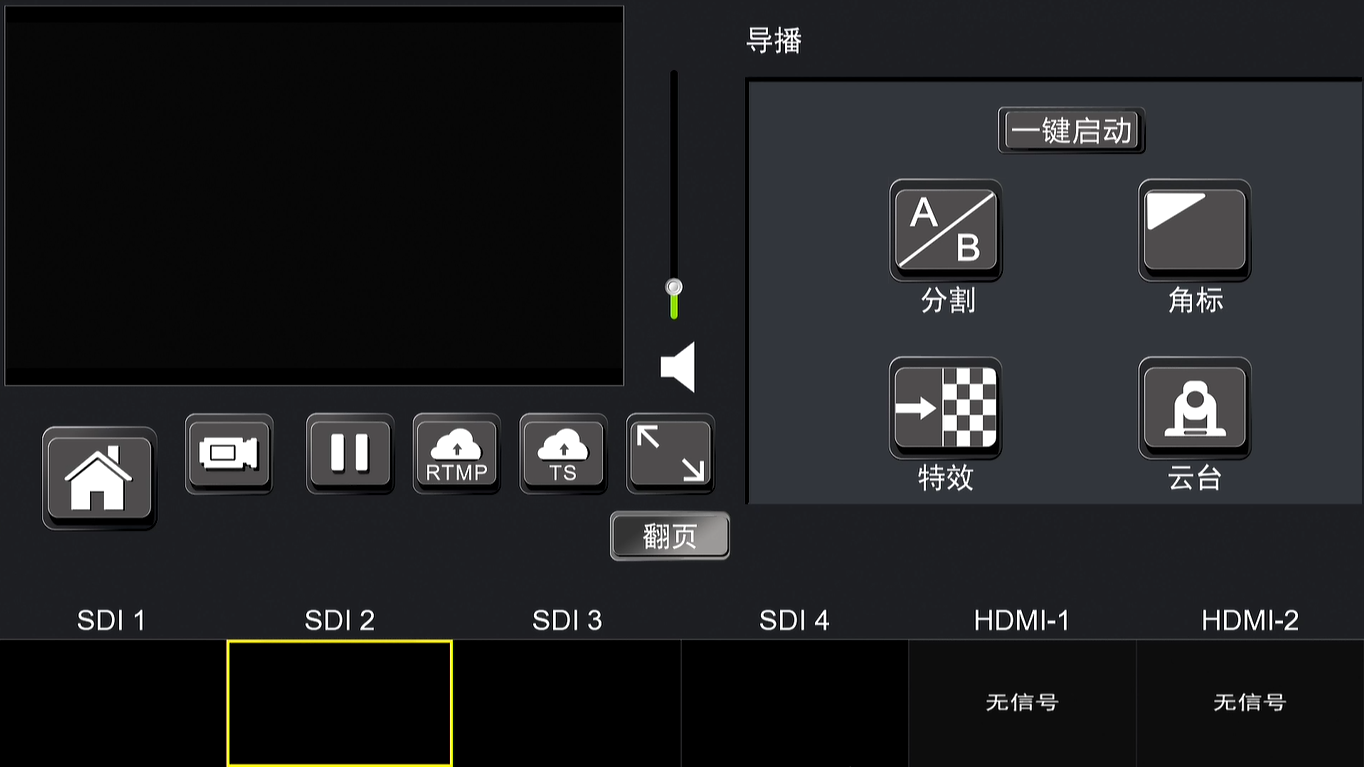 导播
一键启动
A
B
分割
角标
特效
云台
RTMP
TS
翻页
SDI 1
SDI 2
SDI 3
SDI 4
HDMI-1
HDMI-2
无信号
无信号